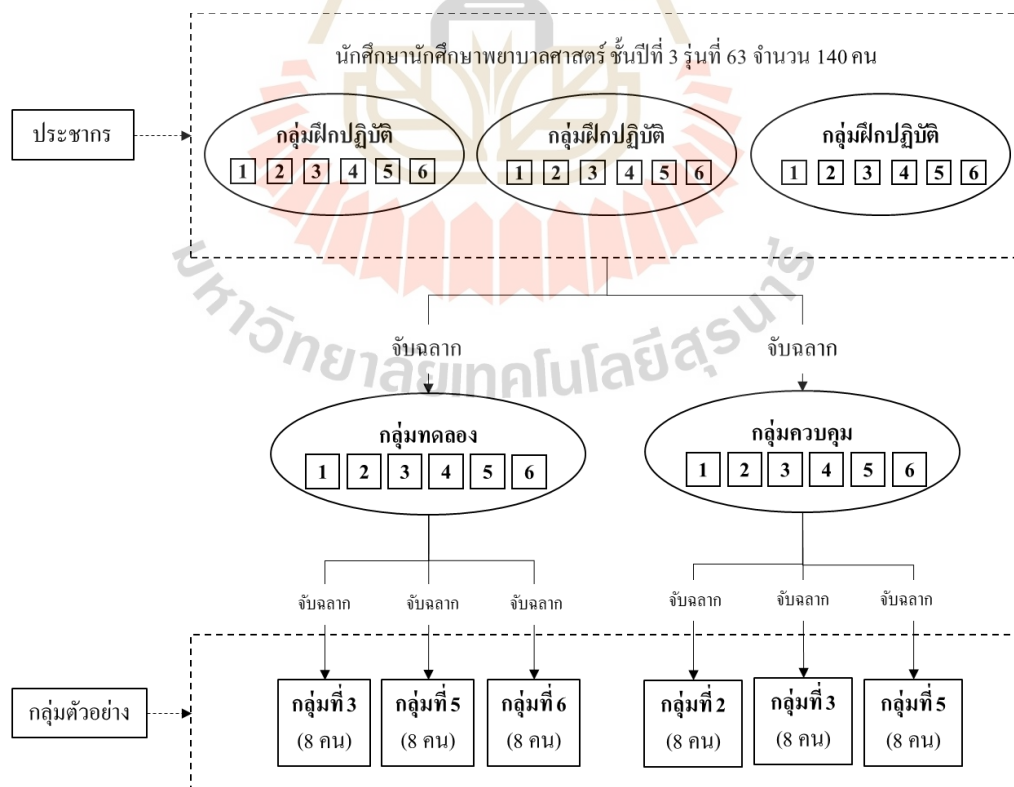 นักศึกษานักศึกษาพยาบาลศาสตร์ ชั้นปีที่ 3 รุ่นที่ 63 จำนวน 140 คน
ประชากร
กลุ่มฝึกปฏิบัติ กลุ่มฝึกปฏิบัติ กลุ่มฝึกปฏิบัติ
1 2 3 4 5 6 1 2 3 4 5 6 1 2 3 4 5 6
มหาวิทยาลัยเทคโนโลยีสุรนารี
จับฉลาก จับฉลาก
กลุ่มทดลอง กลุ่มควบคุม
1 2 3 4 5 6 1 2 3 4 5 6
จับฉลาก จับฉลาก จับฉลาก จับฉลาก จับฉลาก จับฉลาก
กลุ่มตัวอย่าง
กลุ่มที่ 3 กลุ่มที่ 5 กลุ่มที่ 6 กลุ่มที่ 2 กลุ่มที่ 3 กลุ่มที่ 5
(8 คน) (8 คน) (8 คน) (8 คน) (8 คน) (8 คน)